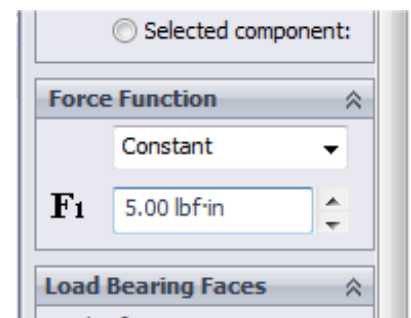 Selected component:
Force Function
Constant
F1 5.00 lbf·in
Load Bearing Faces